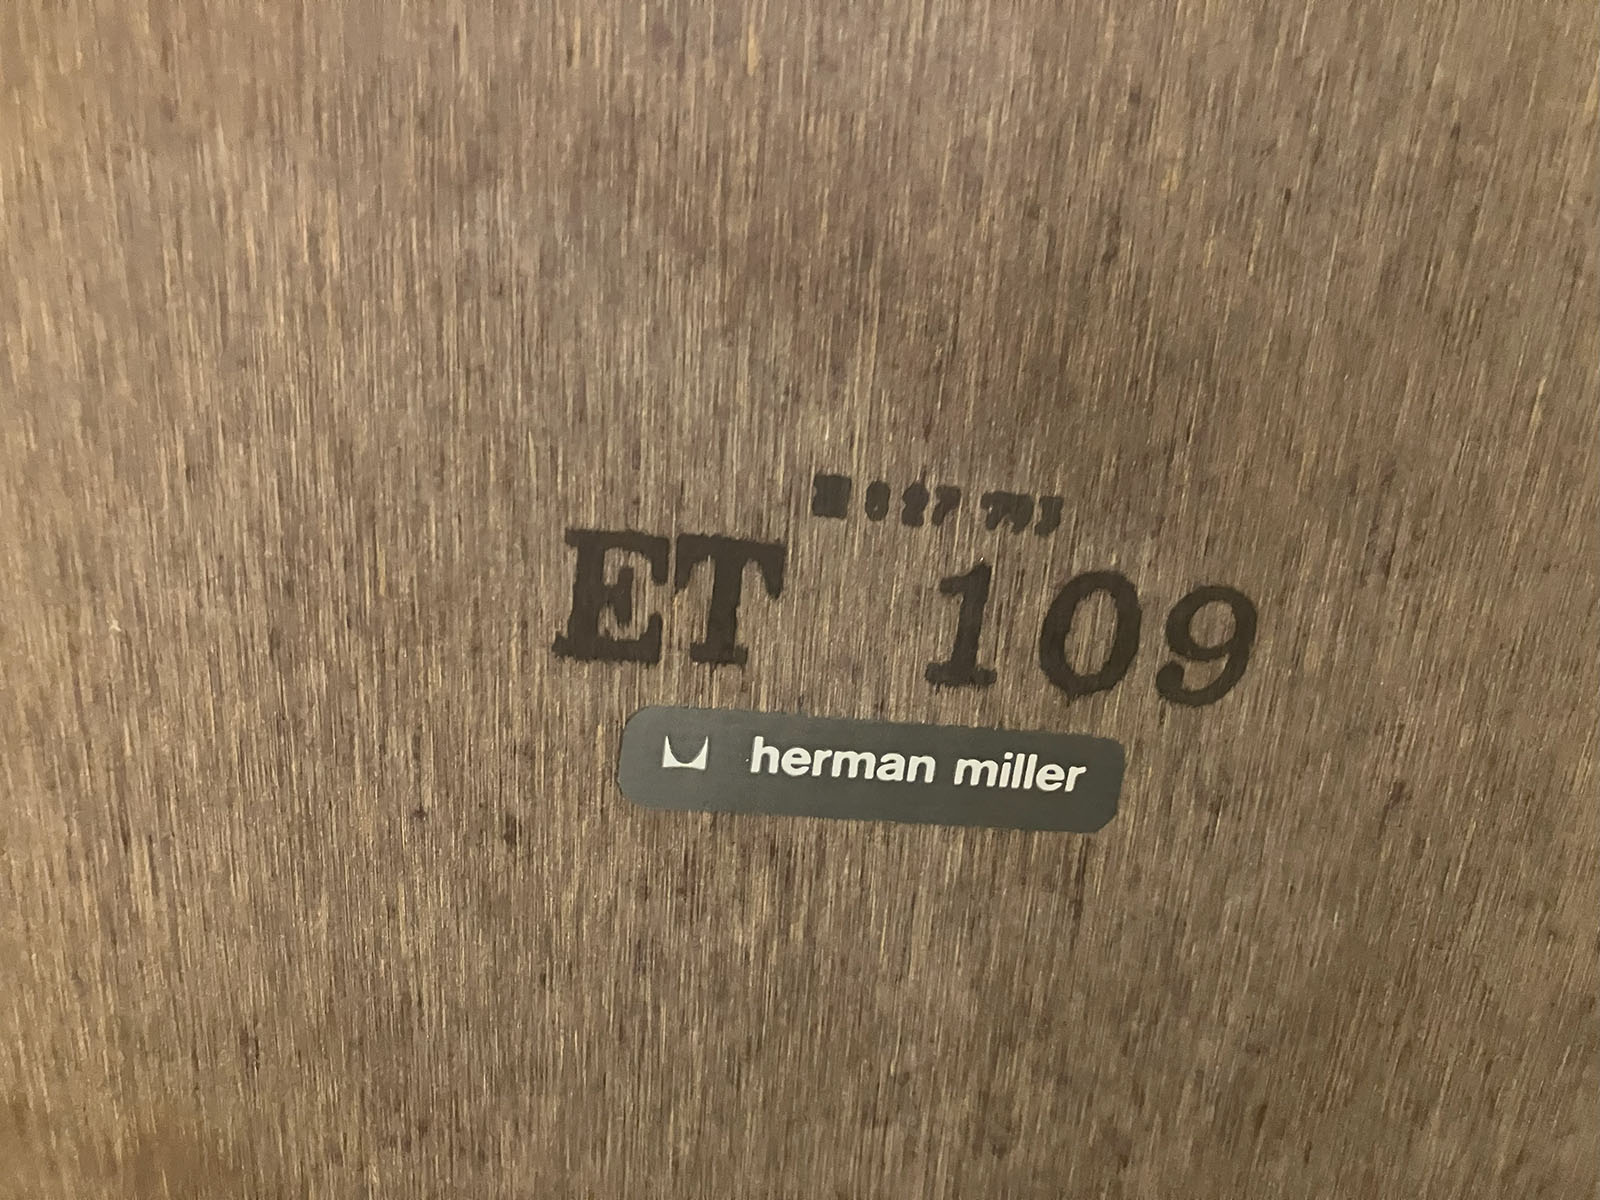 ET 109
herman miller